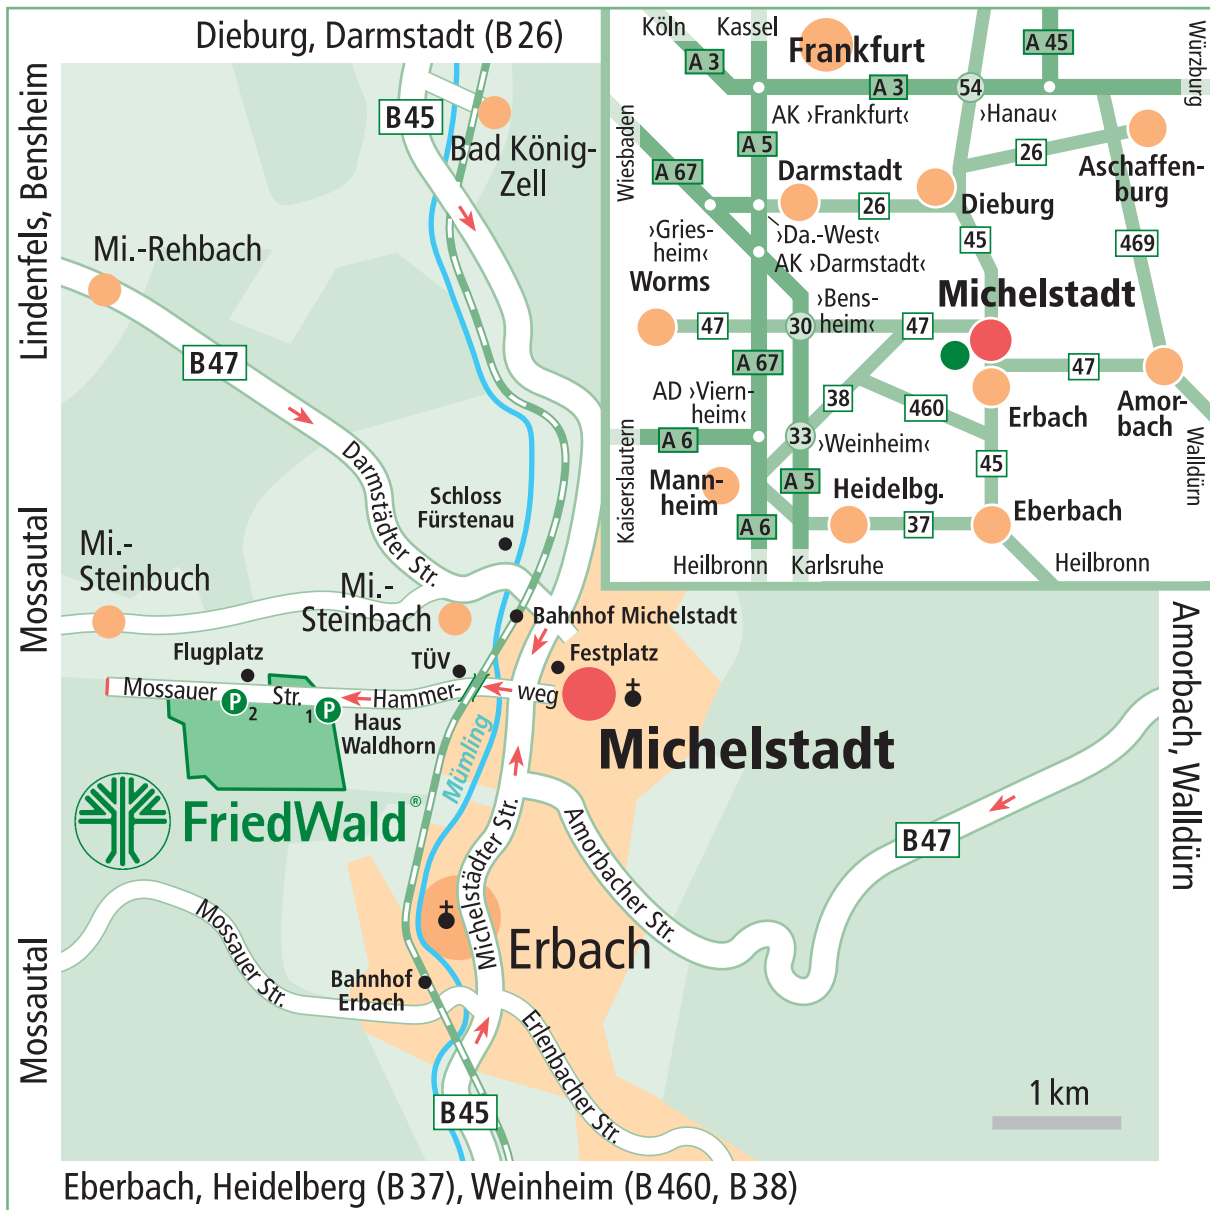 Dieburg, Darmstadt (B 26)
Lindenfels, Bensheim
Mossautal
Mossautal
Amorbach, Walldürn
Eberbach, Heidelberg (B 37), Weinheim (B 460, B 38)
B 45
Bad König-
Zell
Mi.-Rehbach
B 47
Darmstädter Str.
Schloss
Fürstenau
Mi.-
Steinbuch
Mi.-
Steinbach
Bahnhof Michelstadt
Flugplatz
TÜV
Festplatz
Mossauer
Str.
Hammer-
weg
P
2
P
1
Haus
Waldhorn
Michelstadt
Mümling
FriedWald®
Michelstädter Str.
Amorbacher Str.
B 47
Mossauer Str.
Erbach
Bahnhof
Erbach
Erlenbacher Str.
B 45
1 km
Köln
Kassel
Würzburg
Frankfurt
A 3
A 45
A 3
54
AK ›Frankfurt‹
›Hanau‹
Wiesbaden
A 5
26
A 67
Darmstadt
Aschaffen-
burg
26
Dieburg
›Gries-
heim‹
›Da.-West‹
45
469
AK ›Darmstadt‹
Worms
›Bens-
heim‹
Michelstadt
47
30
47
A 67
47
AD ›Viern-
heim‹
38
460
Erbach
Amor-
bach
Kaiserslautern
A 6
33
›Weinheim‹
Walldürn
45
Mann-
heim
A 5
Heidelbg.
Eberbach
A 6
37
Heilbronn
Karlsruhe
Heilbronn